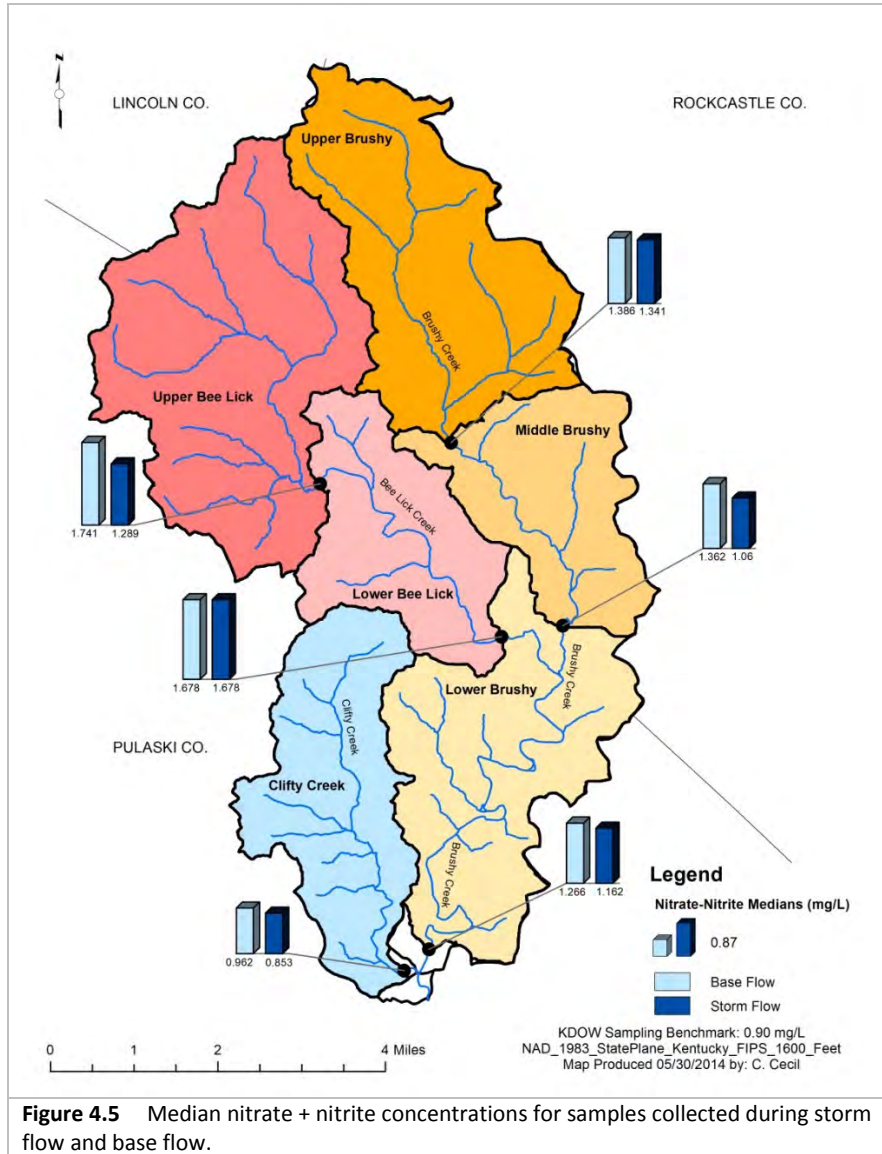 N
LINCOLN CO.
ROCKCASTLE CO.
Upper Brushy
1.386 1.341
Brushy Creek
Upper Bee Lick
Middle Brushy
1.741 1.289
Bee Lick Creek
1.362 1.06
Lower Bee Lick
1.678 1.678
Brushy Creek
Lower Brushy
Clifty Creek
PULASKI CO.
Clifty Creek
Brushy Creek
1.266 1.162
0.962 0.853
Legend
Nitrate-Nitrite Medians (mg/L)
0.87
Base Flow
Storm Flow
KDOW Sampling Benchmark: 0.90 mg/L
NAD_1983_StatePlane_Kentucky_FIPS_1600_Feet
Map Produced 05/30/2014 by: C. Cecil
0 1 2 4 Miles
Figure 4.5 Median nitrate + nitrite concentrations for samples collected during storm
flow and base flow.